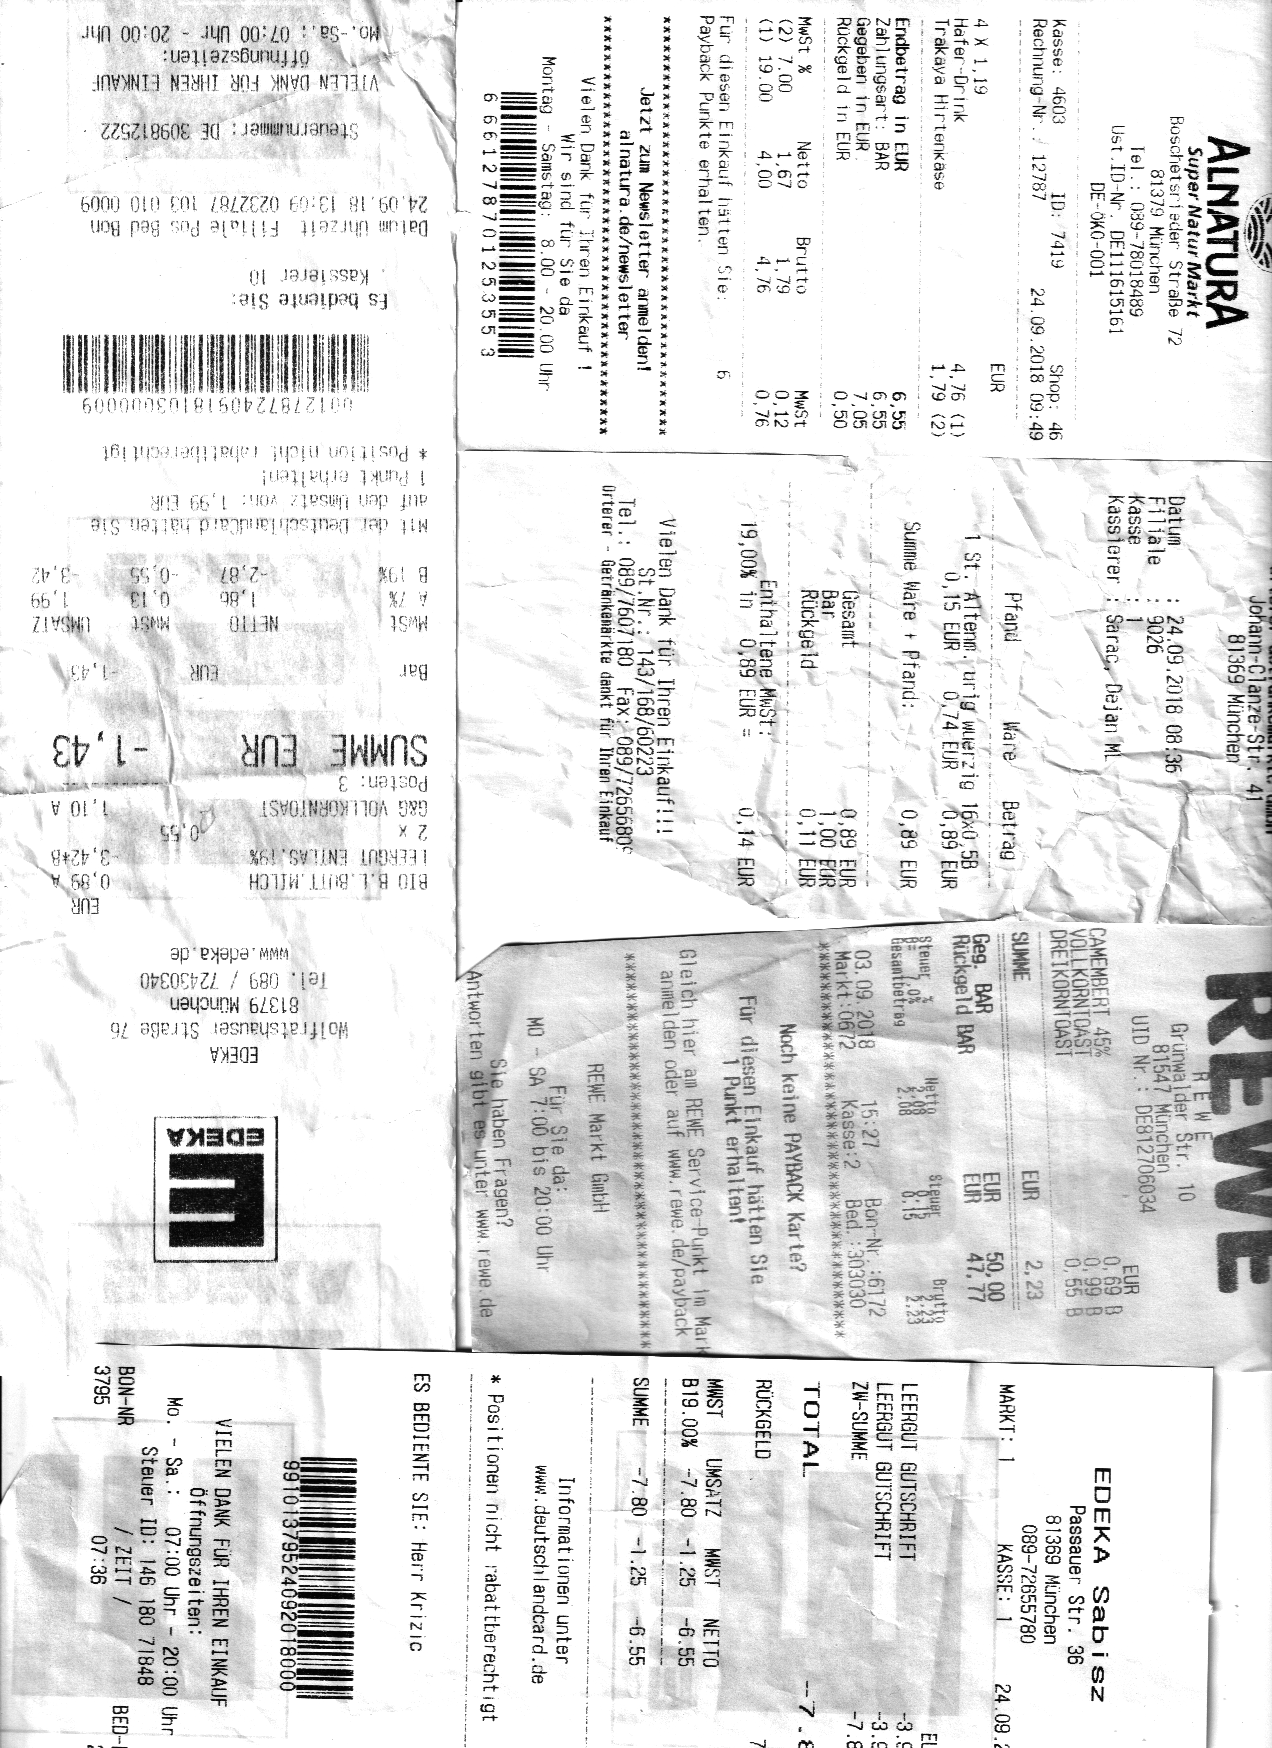 ALNATURA
Super Natur Markt
Boschetsrieder Straße 72
81379 München
Tel.: 089-78018489
Ust.ID-Nr. DE111615161
DE-ÖKO-001
Kasse: 4603 ID: 7419 Shop: 46
Rechnung-Nr.: 12787 24.09.2018 09:49
EUR
4 X 1,19
Hafer-Drink 4,76 (1)
Trakaya Hirtenkäse 1,79 (2)
Endbetrag in EUR 6,55
Zahlungsart: BAR 6,55
Gegeben in EUR 7,05
Rückgeld in EUR 0,50
MwSt % Netto Brutto MwSt
(2) 7.00 1,67 1,79 0,12
(1) 19.00 4,00 4,76 0,76
Für diesen Einkauf hätten Sie: 6
Payback Punkte erhalten.
*****************************************
Jetzt zum Newsletter anmelden!
alnatura.de/newsletter
*****************************************
Vielen Dank für Ihren Einkauf !
Wir sind für Sie da
Montag - Samstag: 8.00 - 20.00 Uhr
6 661278701253553
Johann-Clanze-Str. 41
81369 München
Datum : 24.09.2018 08:36
Filiale : 9026
Kasse : 1
Kassierer : Sarac, Dejan Ml
Pfand Ware Betrag
1 St. Altenm. urig wuerzig 16x0,5B
0,15 EUR 0,74 EUR 0,89 EUR
Summe Ware + Pfand: 0,89 EUR
Gesamt 0,89 EUR
Bar 1,00 EUR
Rückgeld 0,11 EUR
Enthaltene MwSt:
19,00% in 0,89 EUR = 0,14 EUR
Vielen Dank für Ihren Einkauf!!!
St.Nr.: 143/168/60223
Tel.: 089/7607180 Fax: 089/7265680
Orterer - Getränkemärkte dankt für Ihren Einkauf
REWE
R E W E
Grünwalder Str. 10
81547 München
UID Nr.: DE812706034
EUR
CAMEMBERT 45% 0,69 B
VOLLKORNTOAST 0,99 B
DREIKORNTOAST 0,55 B
SUMME EUR 2,23
Geg. BAR EUR 50,00
Rückgeld BAR EUR 47,77
Steuer % Netto Steuer Brutto
B= 7,0% 2,08 0,15 2,23
Gesamtbetrag 2,08 0,15 2,23
03.09.2018 15:27 Bon-Nr.:6172
Markt:0672 Kasse:2 Bed.:303030
****************************************
Noch keine PAYBACK Karte?
Für diesen Einkauf hätten Sie
1 Punkt erhalten!
Gleich hier am REWE Service-Punkt im Mark
anmelden oder auf www.rewe.de/payback
****************************************
REWE Markt GmbH
Für Sie da:
MO - SA 7:00 bis 20:00 Uhr
Sie haben Fragen?
Antworten gibt es unter www.rewe.de
EDEKA Sabisz
Passauer Str. 36
81369 München
089-72655780
MARKT: 1 KASSE: 1 24.09.2
LEERGUT GUTSCHRIFT -3.9
LEERGUT GUTSCHRIFT -3.9
ZW-SUMME -7.8
TOTAL --7.8
RÜCKGELD 7
MWST UMSATZ MWST NETTO
B19.00% -7.80 -1.25 -6.55
SUMME -7.80 -1.25 -6.55
Informationen unter
www.deutschlandcard.de
* Positionen nicht rabattberechtigt
ES BEDIENTE SIE: Herr Krizic
99101379524092018000
VIELEN DANK FÜR IHREN EINKAUF
Öffnungszeiten:
Mo. - Sa.: 07:00 Uhr - 20:00 Uhr
Steuer ID: 146 180 71848
BON-NR / ZEIT / BED-
3795 07:36
EDEKA
EDEKA
Wolfratshauser Straße 76
81379 München
Tel. 089 / 72430340
www.edeka.de
EUR
BIO B.L.BUTT.MILCH 0,89 A
LEERGUT ENTLAS.19% -3,42*B
2 x 0,55
G&G VOLLKORNTOAST 1,10 A
Posten: 3
SUMME EUR -1,43
Bar EUR -1,43
MwSt NETTO MWST UMSATZ
A 7% 1,86 0,13 1,99
B 19% -2,87 -0,55 -3,42
Mit der DeutschlandCard hätten Sie
auf den Umsatz von: 1,99 EUR
1 Punkt erhalten!
* Position nicht rabattberechtigt
Es bediente Sie:
Kassierer 10
Datum Uhrzeit Filiale Pos Bed Bon
24.09.18 13:09 0232787 103 010 0009
Steuernummer: DE 309812522
VIELEN DANK FÜR IHREN EINKAUF
Öffnungszeiten:
Mo.-Sa.: 07:00 Uhr - 20:00 Uhr